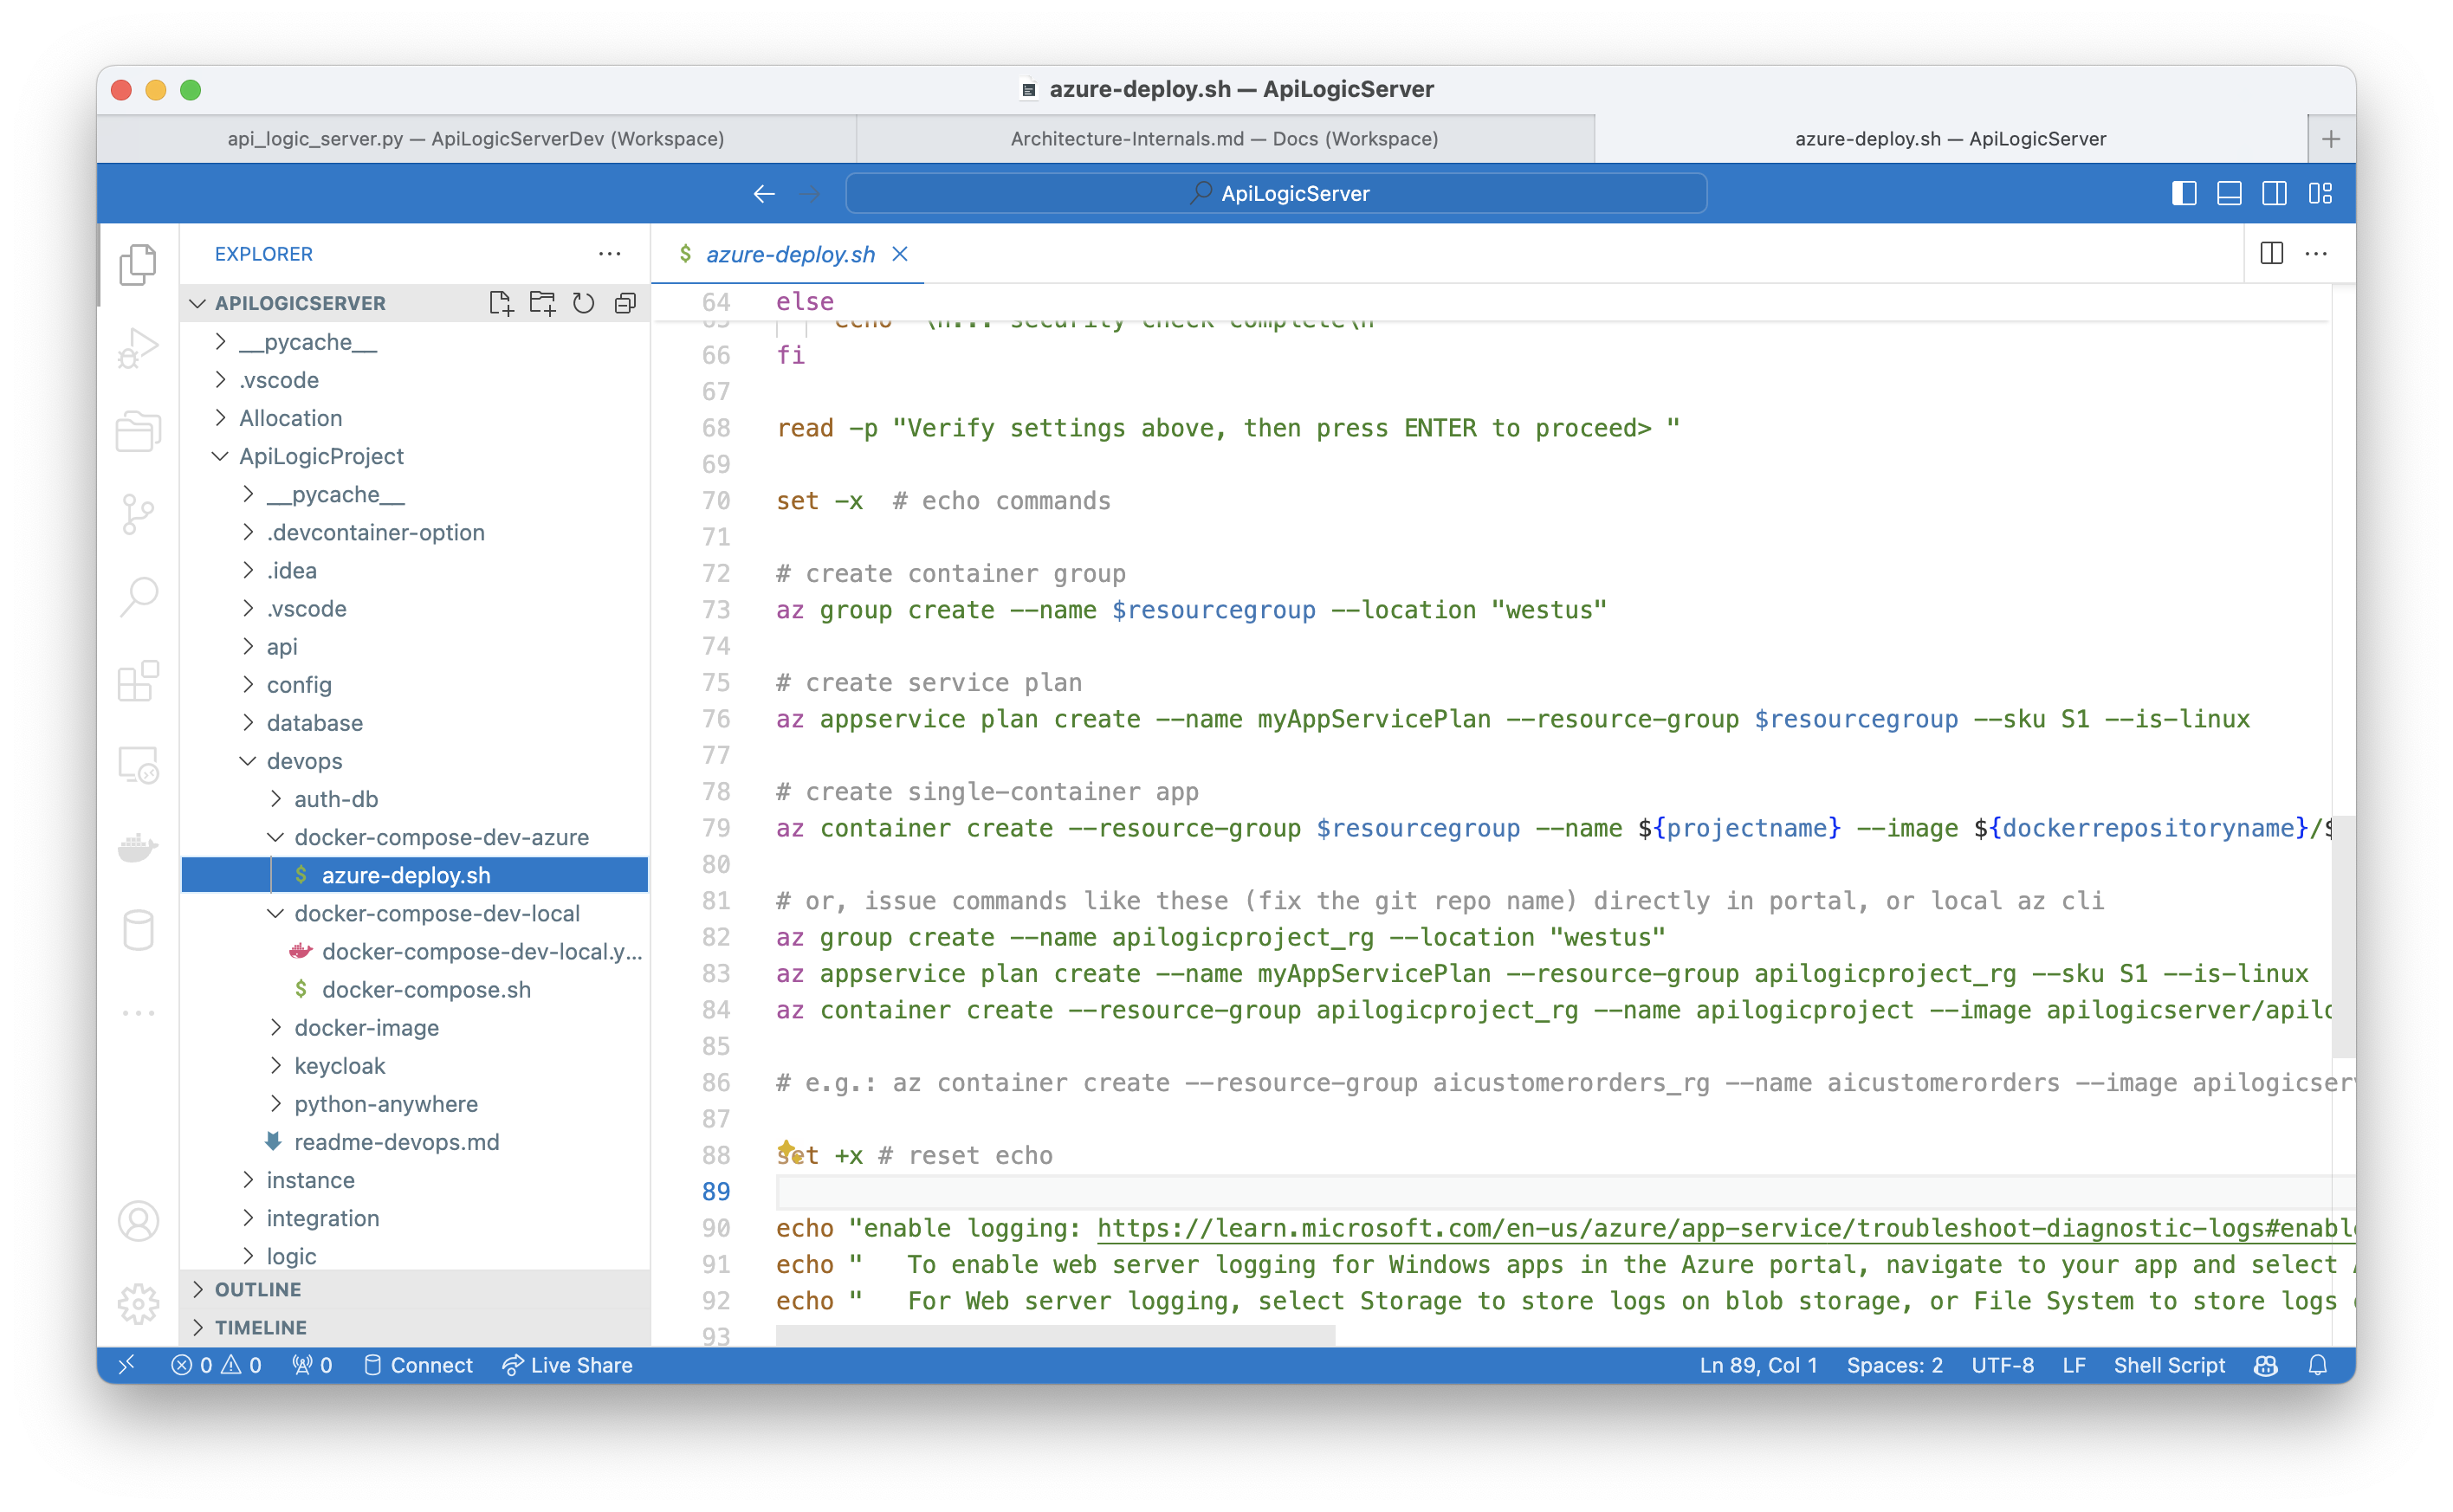 azure-deploy.sh — ApiLogicServer
api_logic_server.py — ApiLogicServerDev (Workspace)
Architecture-Internals.md — Docs (Workspace)
azure-deploy.sh — ApiLogicServer
ApiLogicServer
EXPLORER
APILOGICSERVER
__pycache__
.vscode
Allocation
ApiLogicProject
__pycache__
.devcontainer-option
.idea
.vscode
api
config
database
devops
auth-db
docker-compose-dev-azure
$ azure-deploy.sh
docker-compose-dev-local
docker-compose-dev-local.y...
$ docker-compose.sh
docker-image
keycloak
python-anywhere
readme-devops.md
instance
integration
logic
OUTLINE
TIMELINE
$ azure-deploy.sh
64 else
65 echo "\n... security check complete\n"
66 fi
67
68 read -p "Verify settings above, then press ENTER to proceed> "
69
70 set -x  # echo commands
71
72 # create container group
73 az group create --name $resourcegroup --location "westus"
74
75 # create service plan
76 az appservice plan create --name myAppServicePlan --resource-group $resourcegroup --sku S1 --is-linux
77
78 # create single-container app
79 az container create --resource-group $resourcegroup --name ${projectname} --image ${dockerrepositoryname}/$
80
81 # or, issue commands like these (fix the git repo name) directly in portal, or local az cli
82 az group create --name apilogicproject_rg --location "westus"
83 az appservice plan create --name myAppServicePlan --resource-group apilogicproject_rg --sku S1 --is-linux
84 az container create --resource-group apilogicproject_rg --name apilogicproject --image apilogicserver/apilo
85
86 # e.g.: az container create --resource-group aicustomerorders_rg --name aicustomerorders --image apilogicserv
87
88 set +x # reset echo
89
90 echo "enable logging: https://learn.microsoft.com/en-us/azure/app-service/troubleshoot-diagnostic-logs#enabl
91 echo "   To enable web server logging for Windows apps in the Azure portal, navigate to your app and select
92 echo "   For Web server logging, select Storage to store logs on blob storage, or File System to store logs
93
0 0 0 Connect Live Share
Ln 89, Col 1 Spaces: 2 UTF-8 LF Shell Script